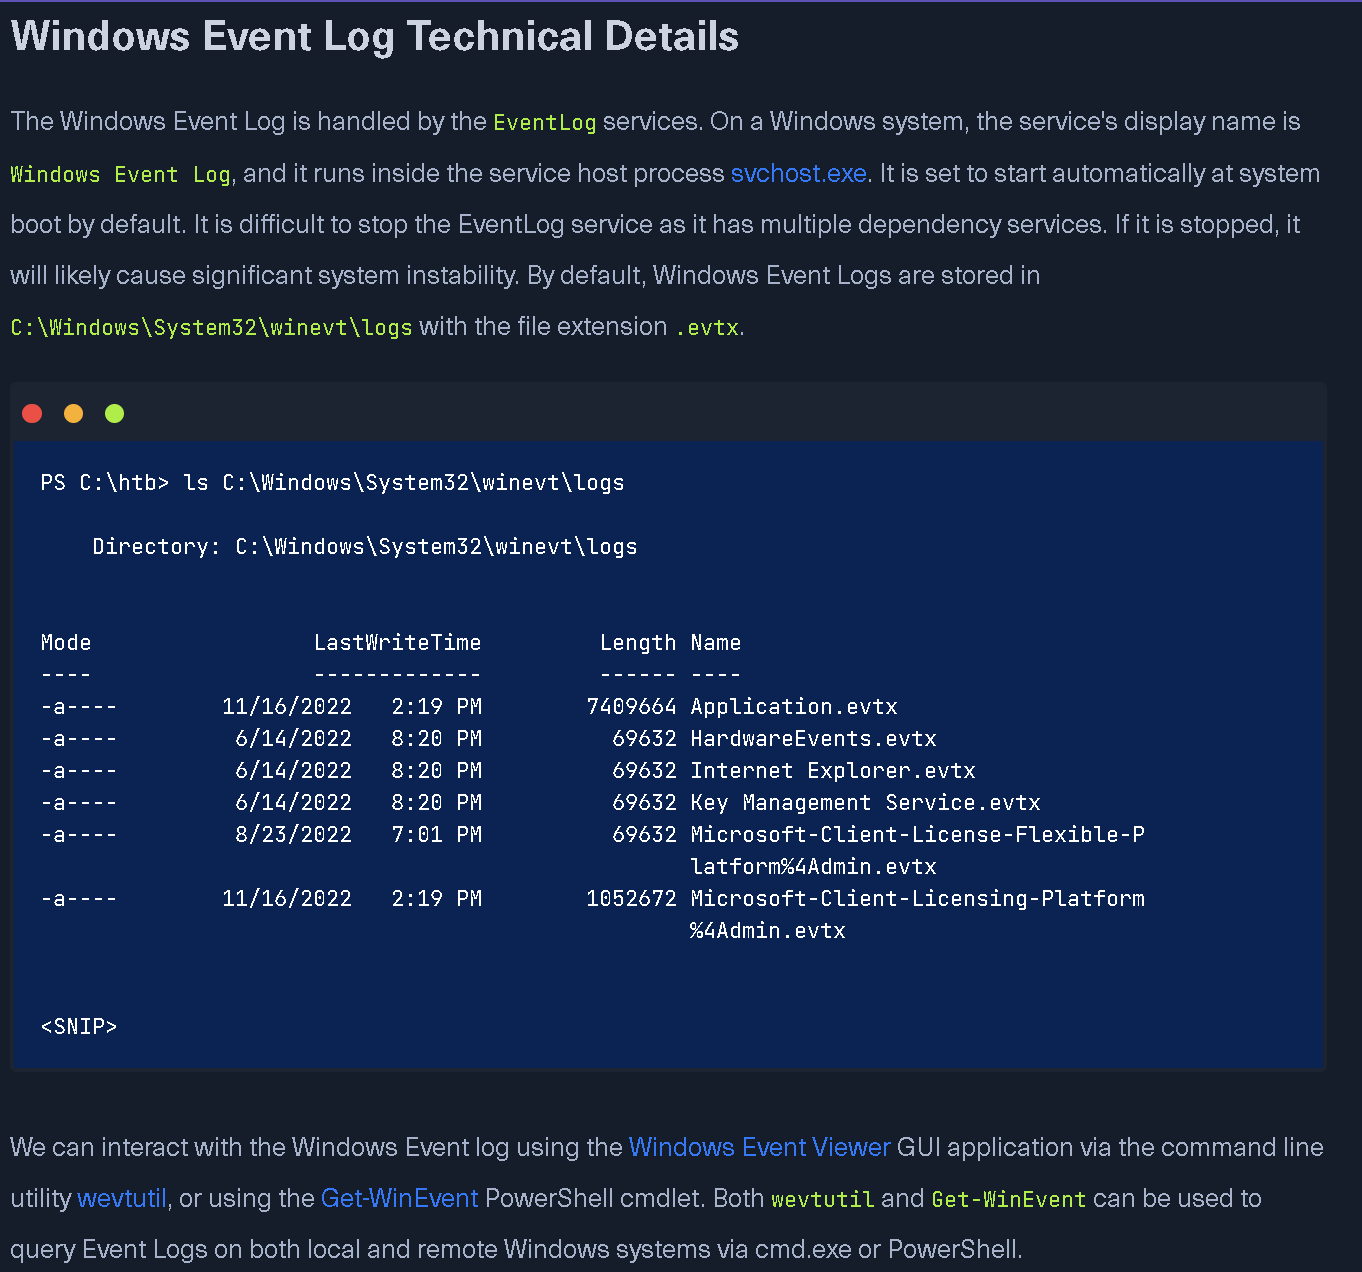 Windows Event Log Technical Details
The Windows Event Log is handled by the EventLog services. On a Windows system, the service's display name is
Windows Event Log, and it runs inside the service host process svchost.exe. It is set to start automatically at system
boot by default. It is difficult to stop the EventLog service as it has multiple dependency services. If it is stopped, it
will likely cause significant system instability. By default, Windows Event Logs are stored in
C:\Windows\System32\winevt\logs with the file extension .evtx.
PS C:\htb> ls C:\Windows\System32\winevt\logs
    Directory: C:\Windows\System32\winevt\logs
Mode                 LastWriteTime         Length Name
----                 -------------         ------ ----
-a----        11/16/2022   2:19 PM        7409664 Application.evtx
-a----         6/14/2022   8:20 PM          69632 HardwareEvents.evtx
-a----         6/14/2022   8:20 PM          69632 Internet Explorer.evtx
-a----         6/14/2022   8:20 PM          69632 Key Management Service.evtx
-a----         8/23/2022   7:01 PM          69632 Microsoft-Client-License-Flexible-P
                                                  latform%4Admin.evtx
-a----        11/16/2022   2:19 PM        1052672 Microsoft-Client-Licensing-Platform
                                                  %4Admin.evtx
<SNIP>
We can interact with the Windows Event log using the Windows Event Viewer GUI application via the command line
utility wevtutil, or using the Get-WinEvent PowerShell cmdlet. Both wevtutil and Get-WinEvent can be used to
query Event Logs on both local and remote Windows systems via cmd.exe or PowerShell.